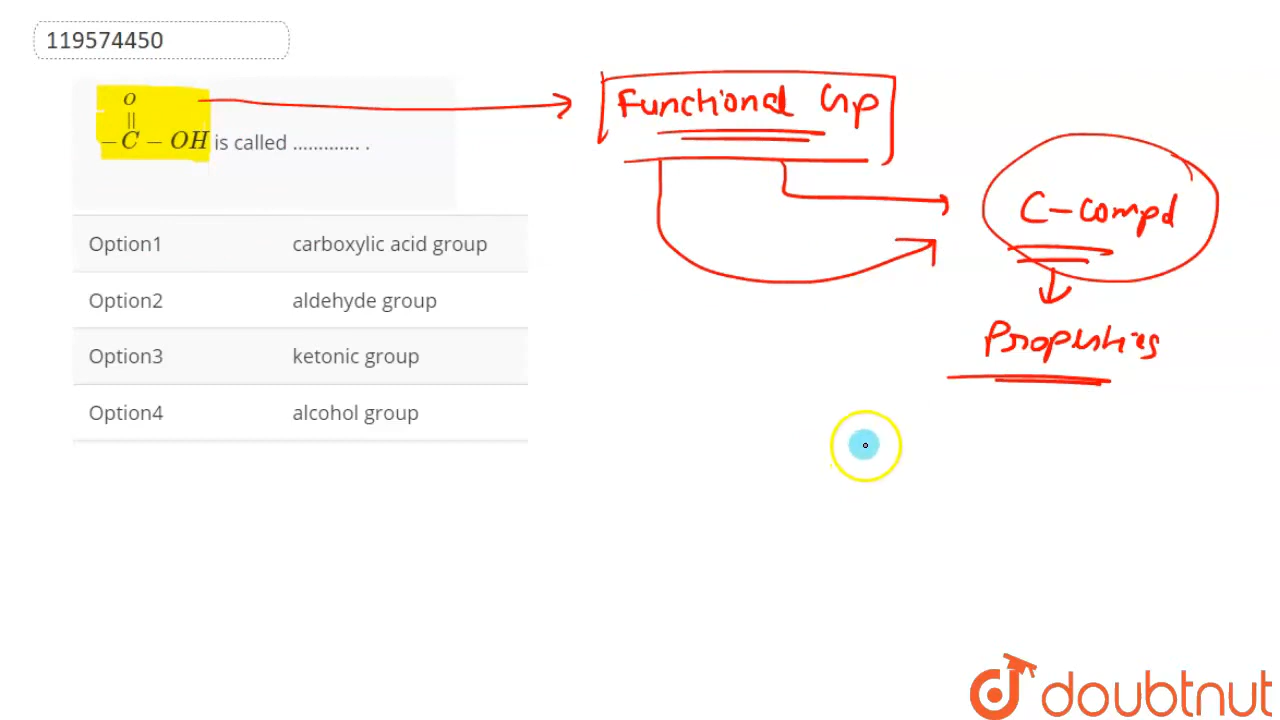 119574450
O
||
– C – OH is called ............. .
Option1 carboxylic acid group
Option2 aldehyde group
Option3 ketonic group
Option4 alcohol group
Functional Gp
C-compd
Properties
doubtnut